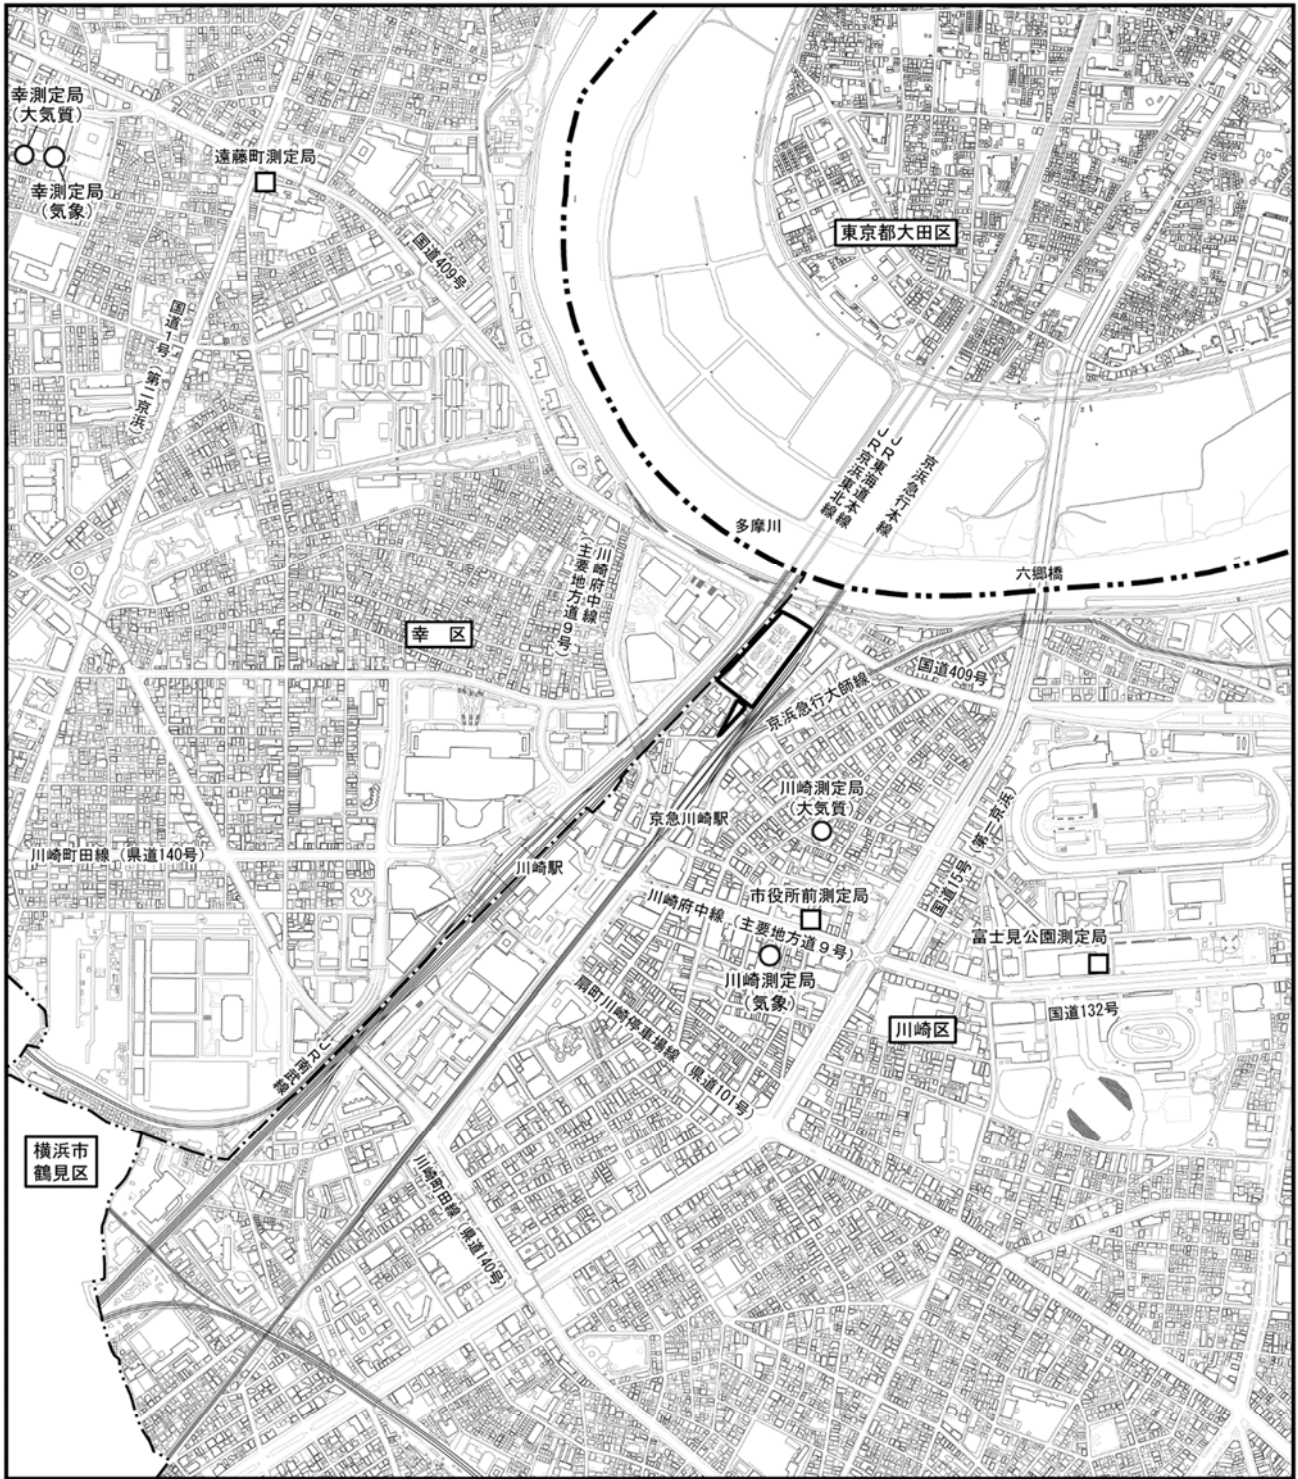 幸測定局
(大気質)
幸測定局
(気象)
遠藤町測定局
国道409号
東京都大田区
国道1号(第二京浜)
JR東海道本線
JR京浜東北線
京浜急行本線
多摩川
六郷橋
川崎府中線
(主要地方道9号)
幸 区
国道409号
京浜急行大師線
川崎測定局
(大気質)
京急川崎駅
国道15号(第一京浜)
川崎町田線(県道140号)
川崎駅
市役所前測定局
川崎府中線(主要地方道9号)
富士見公園測定局
川崎測定局
(気象)
扇町川崎停車場線(県道101号)
川崎区
国道132号
JR南武線
横浜市
鶴見区
川崎町田線(県道140号)